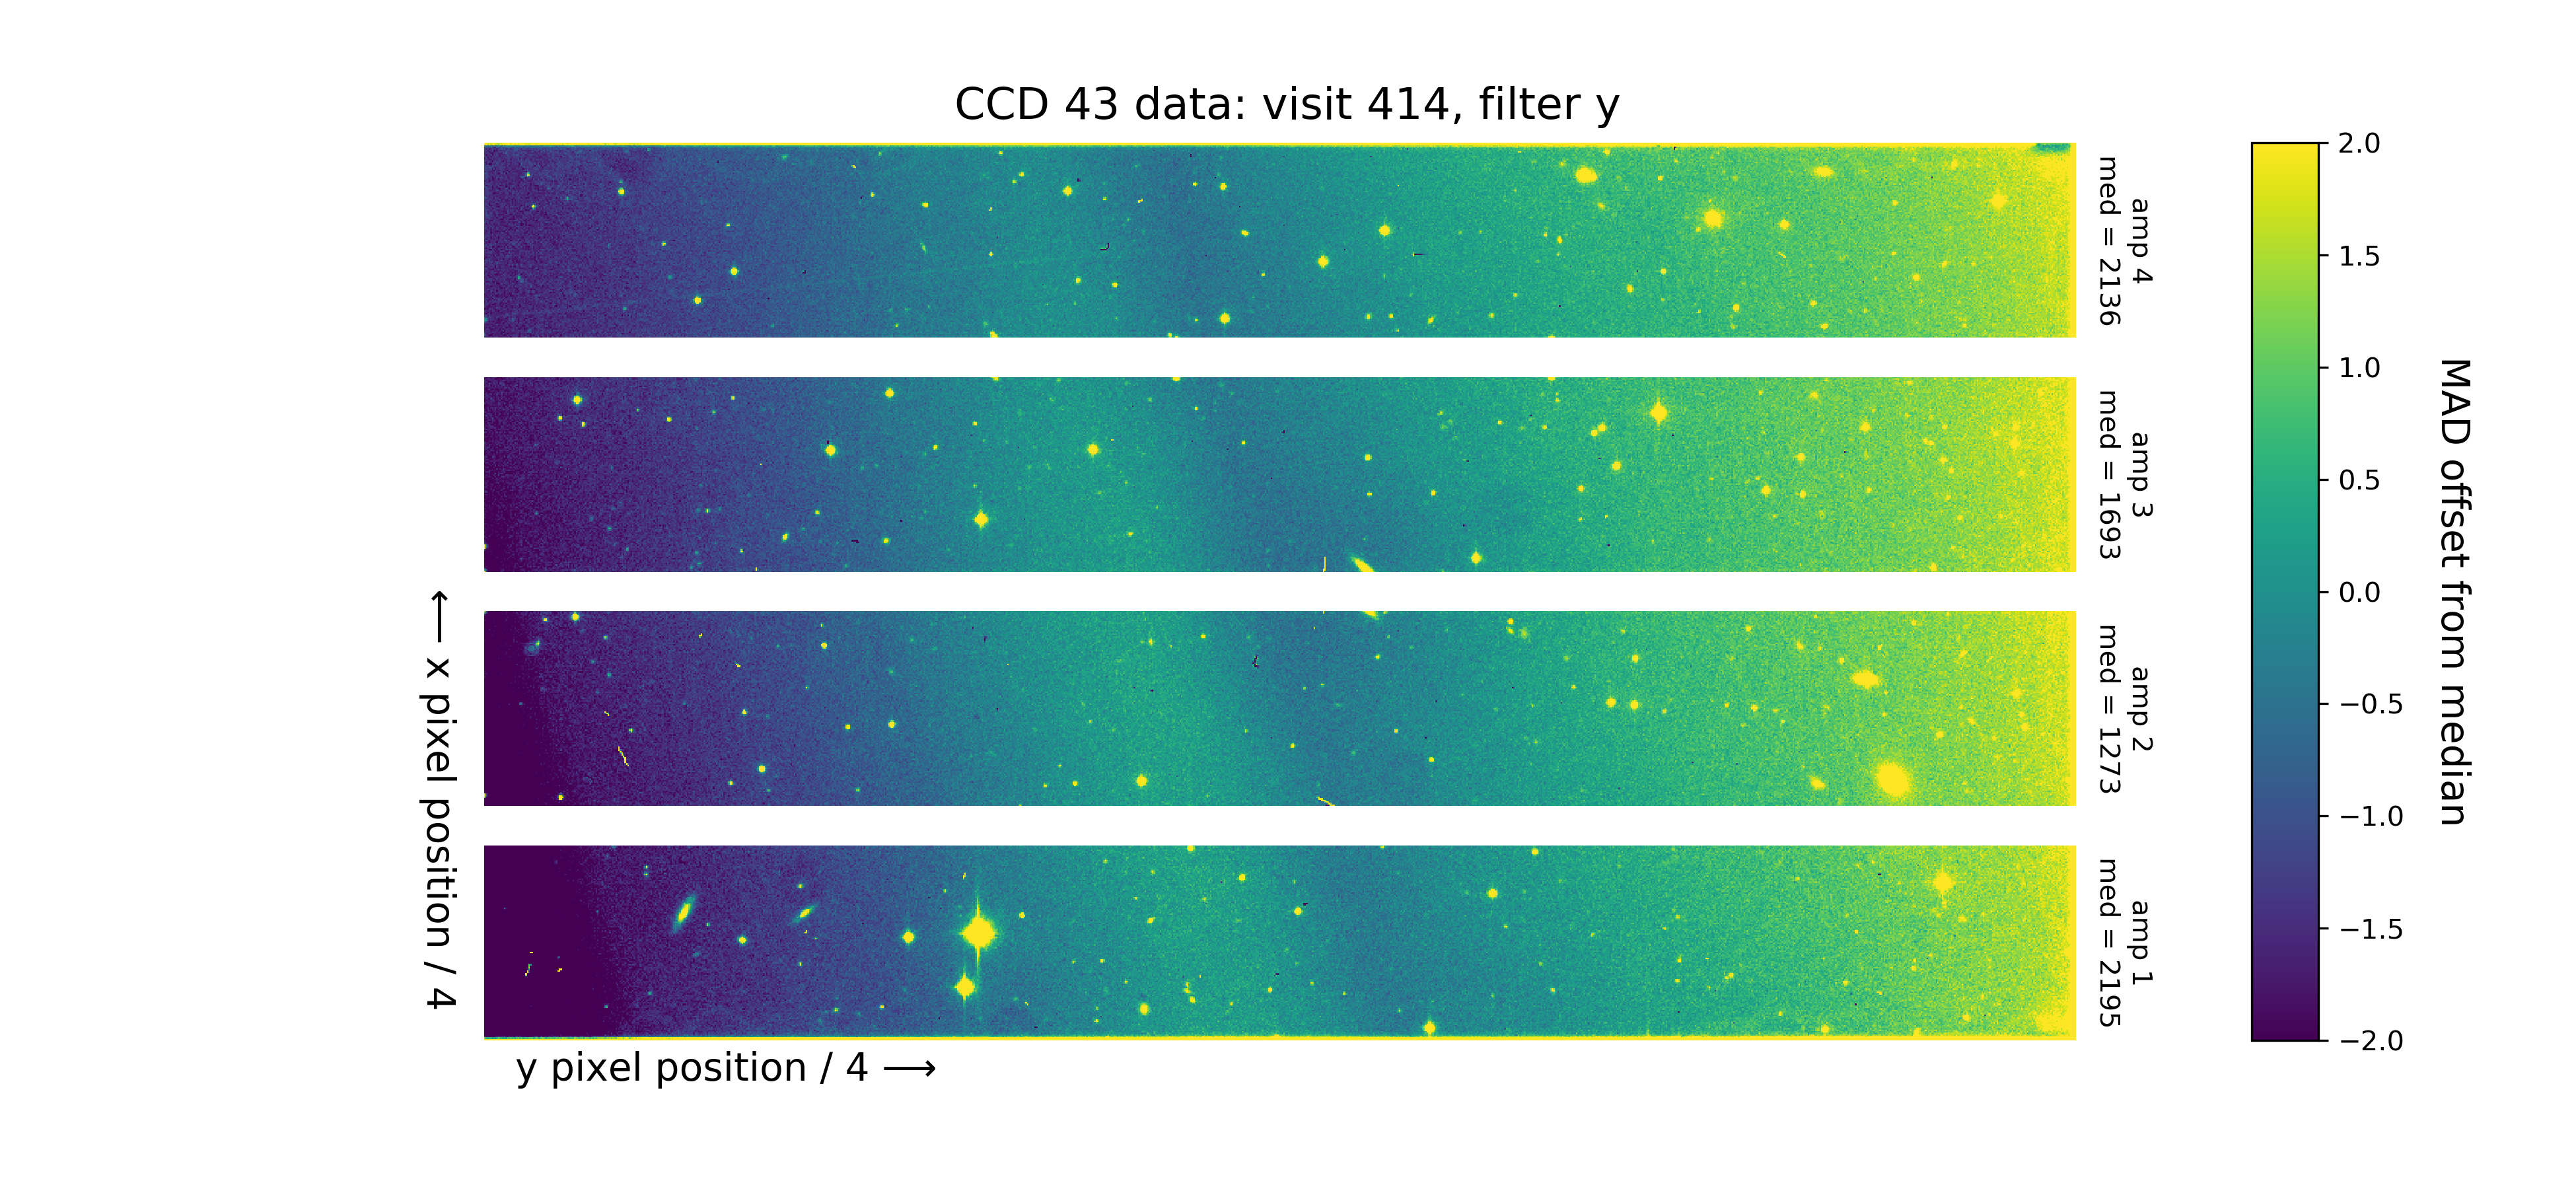 CCD 43 data: visit 414, filter y
amp 4
med = 2136
amp 3
med = 1693
amp 2
med = 1273
amp 1
med = 2195
⟵ x pixel position / 4
y pixel position / 4 ⟶
2.0
1.5
1.0
0.5
0.0
−0.5
−1.0
−1.5
−2.0
MAD offset from median